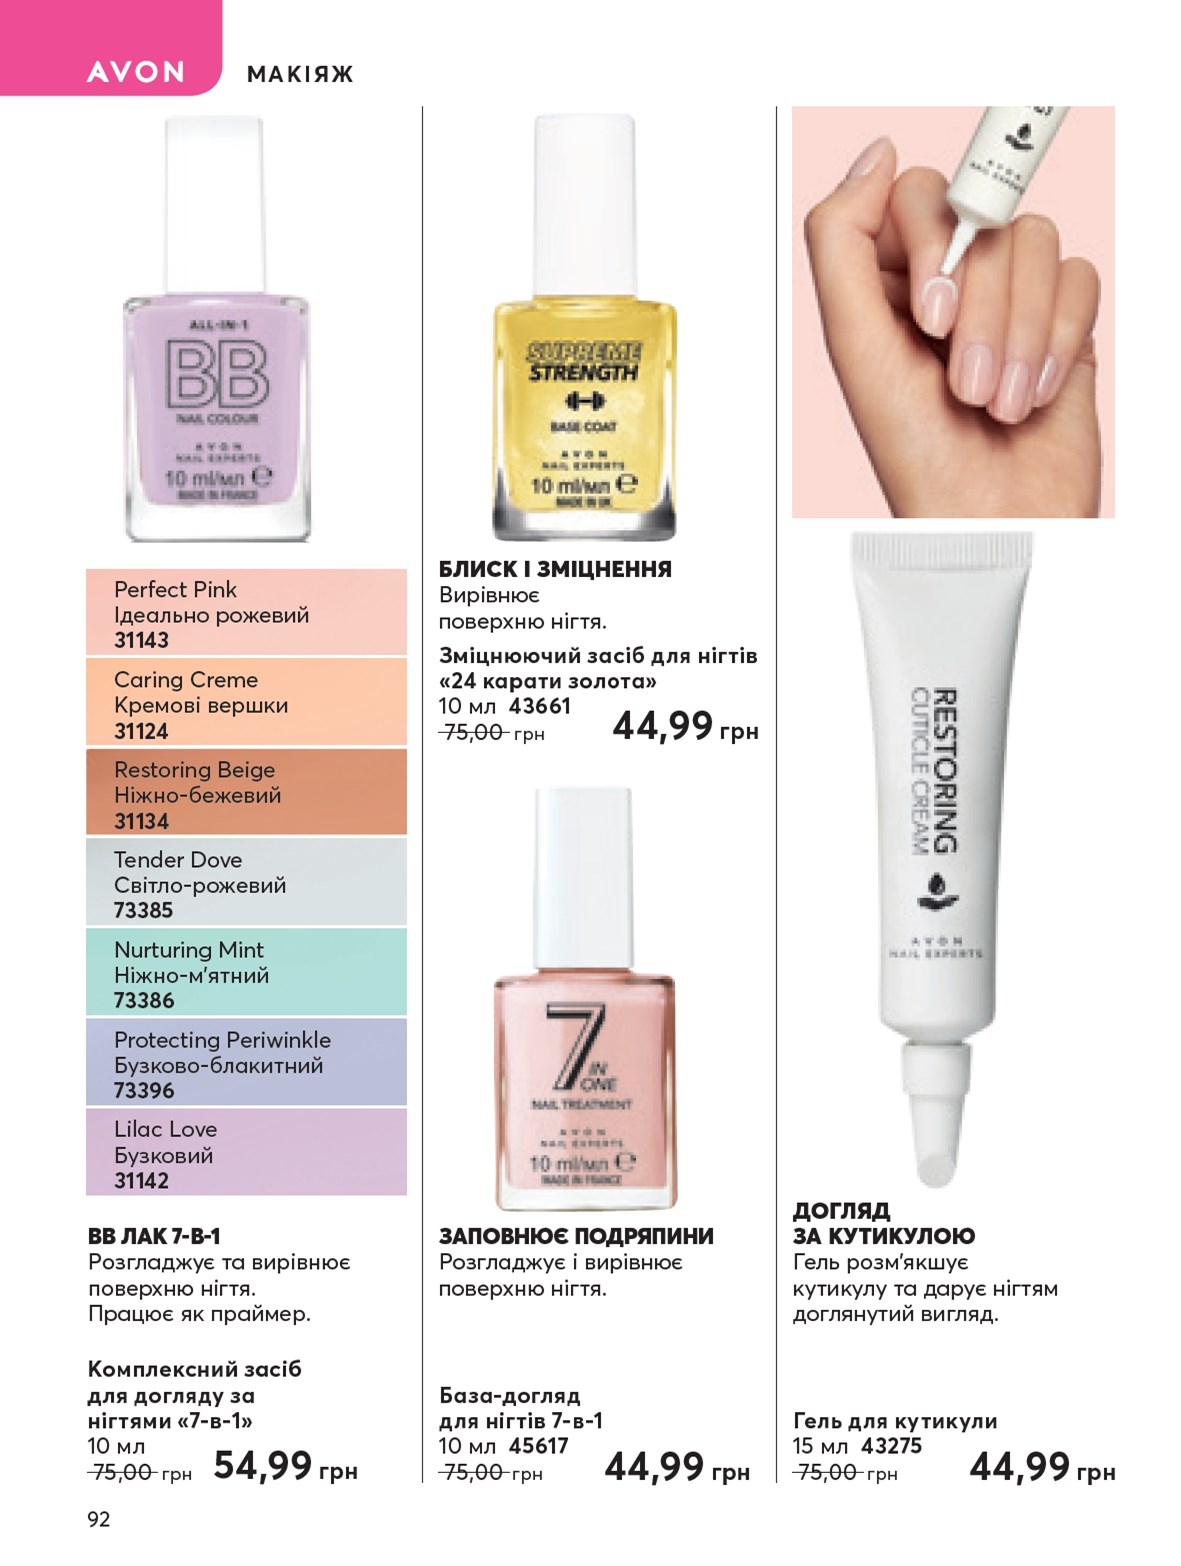 AVON
МАКІЯЖ
ALL-IN-1
BB
NAIL COLOUR
AVON
NAIL EXPERTS
10 ml/мл
MADE IN FRANCE
Perfect Pink
Ідеально рожевий
31143
Caring Creme
Кремові вершки
31124
Restoring Beige
Ніжно-бежевий
31134
Tender Dove
Світло-рожевий
73385
Nurturing Mint
Ніжно-м'ятний
73386
Protecting Periwinkle
Бузково-блакитний
73396
Lilac Love
Бузковий
31142
ВВ ЛАК 7-В-1
Розгладжує та вирівнює
поверхню нігтя.
Працює як праймер.
Комплексний засіб
для догляду за
нігтями «7-в-1»
10 мл
75,00 грн 54,99 грн
SUPREME
STRENGTH
BASE COAT
AVON
NAIL EXPERTS
10 ml/мл
MADE IN UK
БЛИСК І ЗМІЦНЕННЯ
Вирівнює
поверхню нігтя.
Зміцнюючий засіб для нігтів
«24 карати золота»
10 мл 43661
75,00 грн 44,99 грн
7
IN
ONE
NAIL TREATMENT
AVON
NAIL EXPERTS
10 ml/мл
MADE IN FRANCE
ЗАПОВНЮЄ ПОДРЯПИНИ
Розгладжує і вирівнює
поверхню нігтя.
База-догляд
для нігтів 7-в-1
10 мл 45617
75,00 грн 44,99 грн
AVON
NAIL EXPERTS
RESTORING
CUTICLE CREAM
AVON
NAIL EXPERTS
ДОГЛЯД
ЗА КУТИКУЛОЮ
Гель розм'якшує
кутикулу та дарує нігтям
доглянутий вигляд.
Гель для кутикули
15 мл 43275
75,00 грн 44,99 грн
92